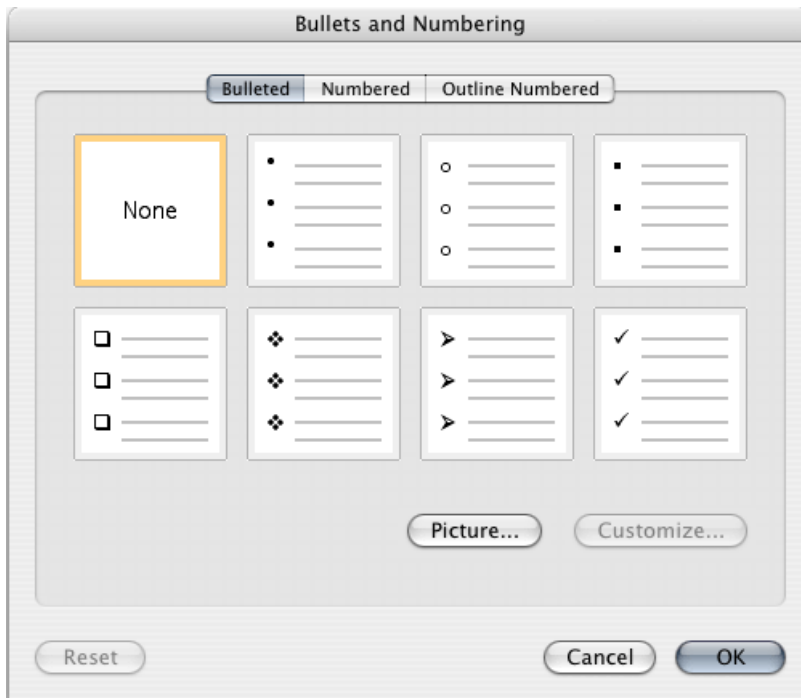 Bullets and Numbering
Bulleted Numbered Outline Numbered
None
Picture... Customize...
Reset Cancel OK